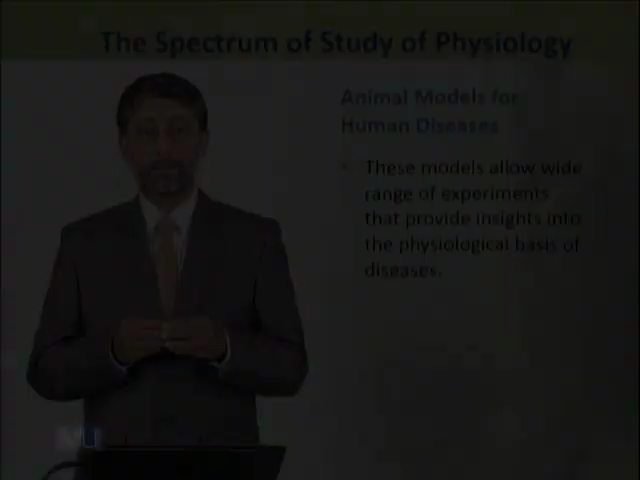 The Spectrum of Study of Physiology
Animal Models for
Human Diseases
• These models allow wide
range of experiments
that provide insights into
the physiological basis of
diseases.
VU